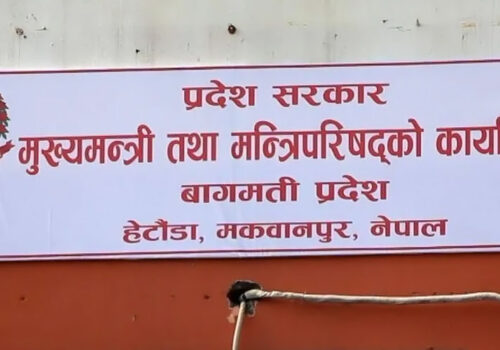 प्रदेश सरकार
मुख्यमन्त्री तथा मन्त्रिपरिषद्को
बागमती प्रदेश
हेटौंडा, मकवानपुर, नेपाल